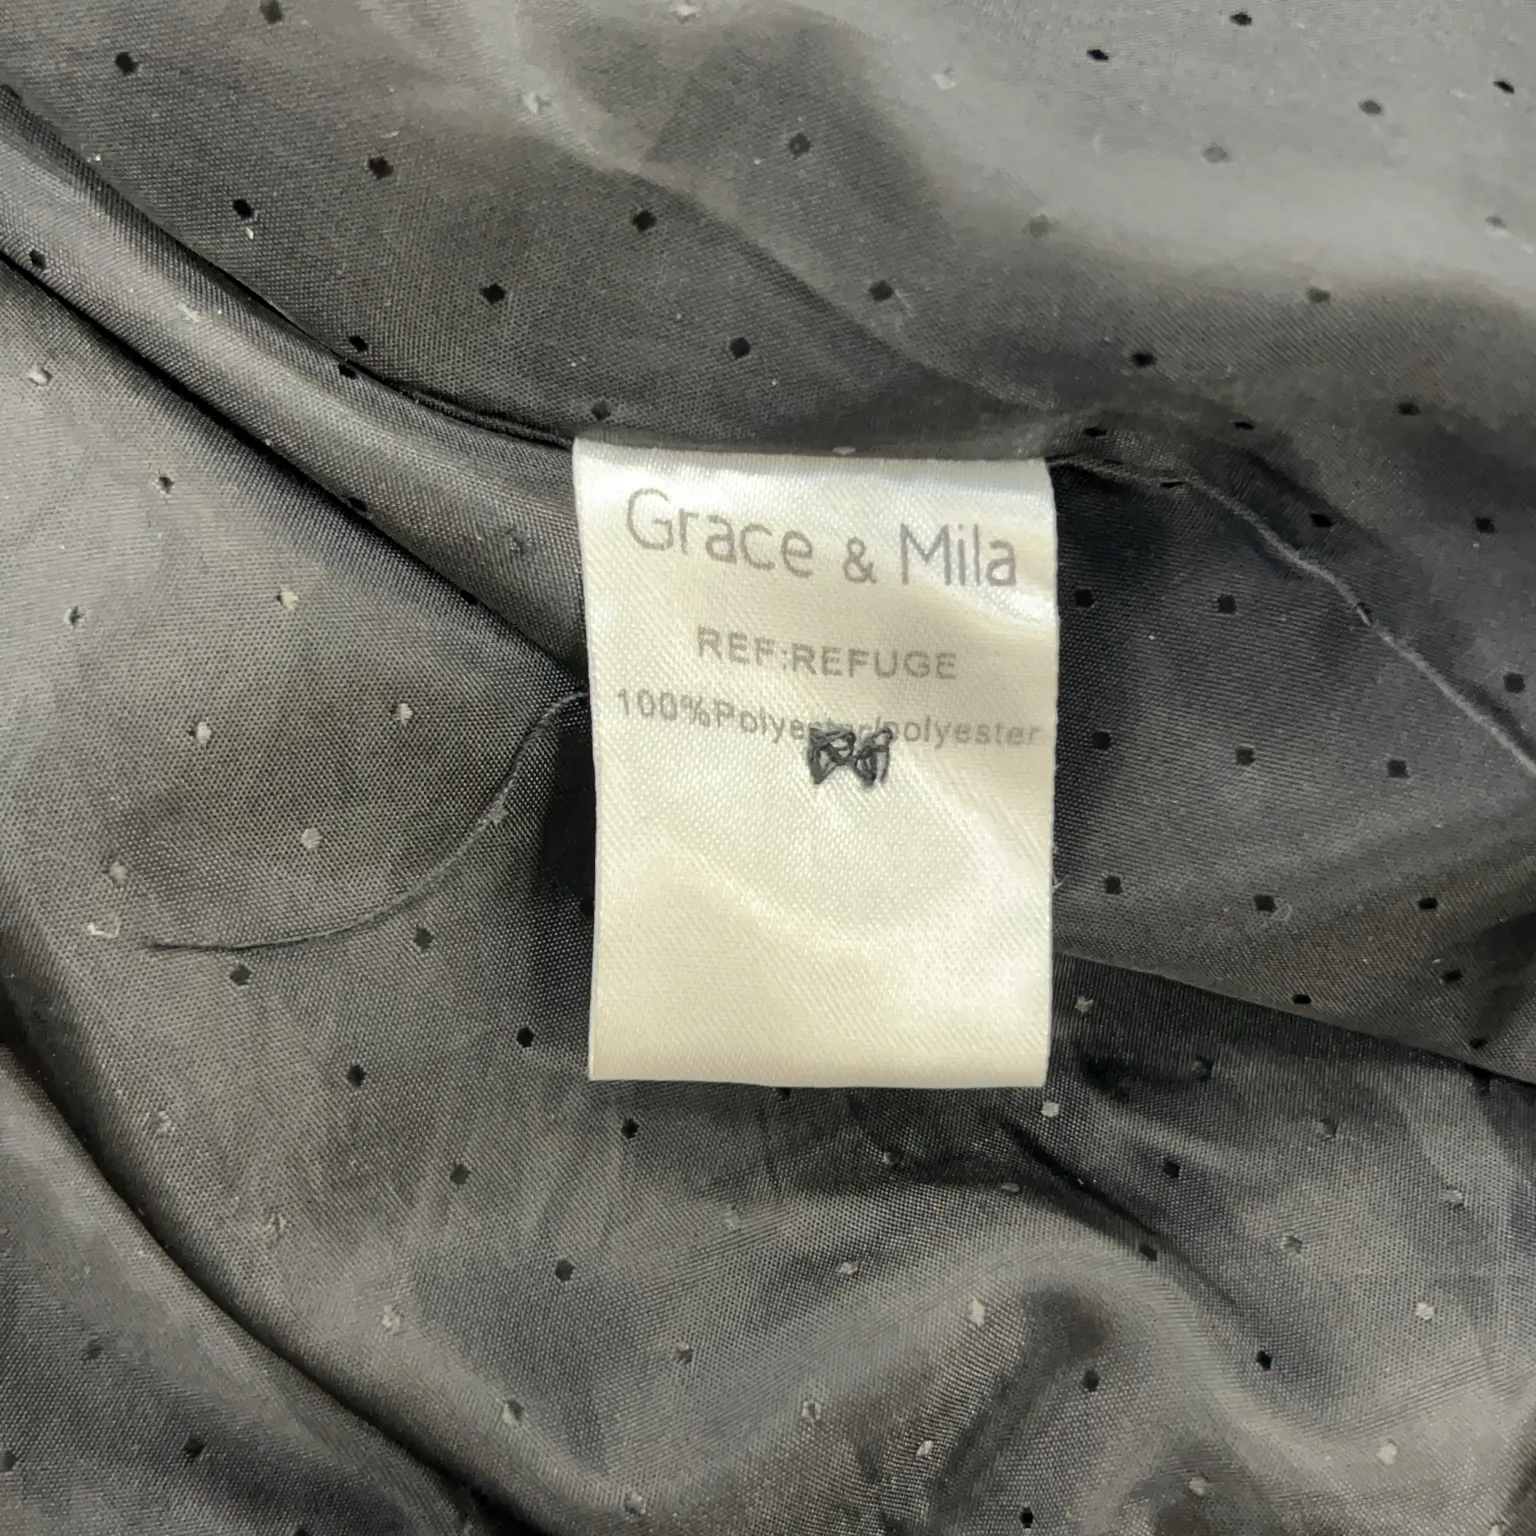 Grace & Mila
REF:REFUGE
100%Polyester/polyester